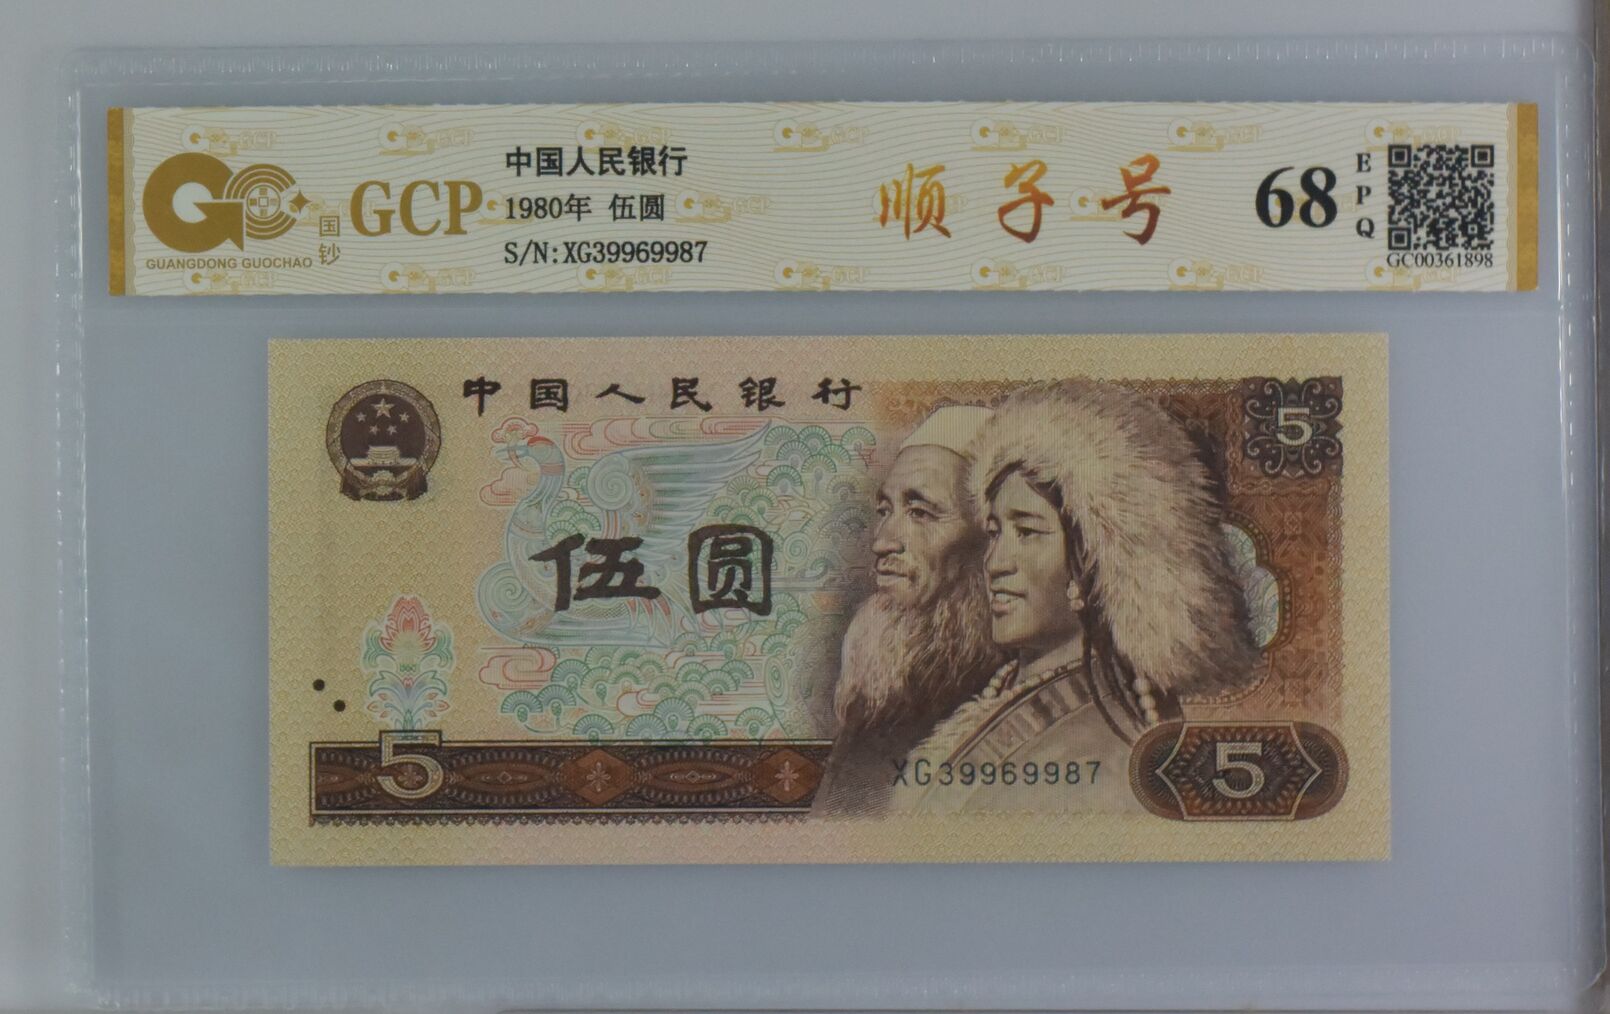 国钞
GUANGDONG GUOCHAO
GCP
中国人民银行
1980年 伍圆
S/N:XG39969987
顺子号
68
EPQ
GC00361898
中国人民银行
5
伍圆
5
XG39969987
5